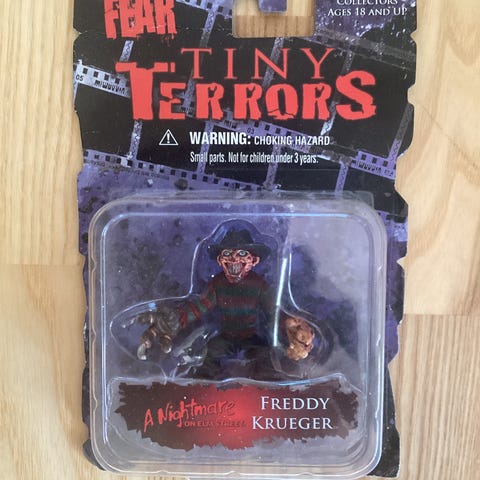 COLLECTORS
AGES 18 AND UP
FEAR
TINY
TERRORS
WARNING: CHOKING HAZARD
Small parts. Not for children under 3 years.
A Nightmare
ON ELM STREET
FREDDY
KRUEGER